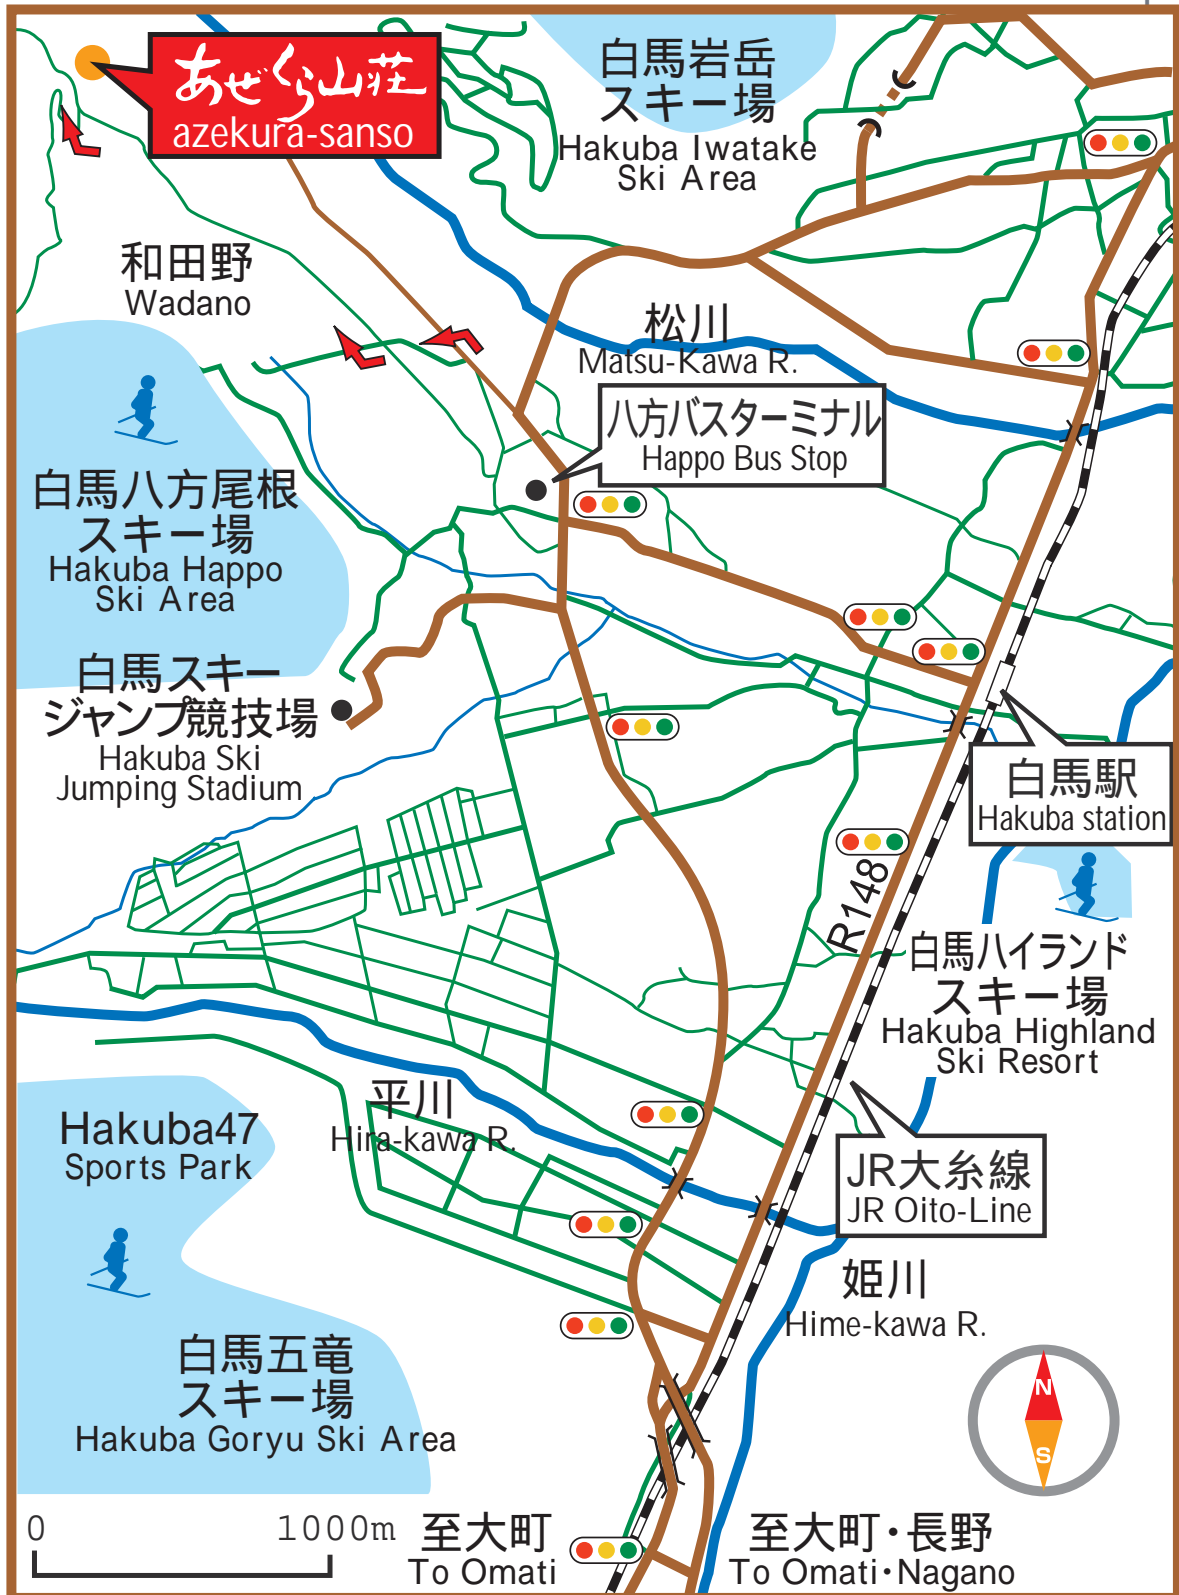 あぜくら山荘
azekura-sanso
白馬岩岳
スキー場
Hakuba Iwatake
Ski Area
和田野
Wadano
松川
Matsu-Kawa R.
八方バスターミナル
Happo Bus Stop
白馬八方尾根
スキー場
Hakuba Happo
Ski Area
白馬スキー
ジャンプ競技場
Hakuba Ski
Jumping Stadium
白馬駅
Hakuba station
R148
白馬ハイランド
スキー場
Hakuba Highland
Ski Resort
平川
Hira-kawa R.
Hakuba47
Sports Park
JR大糸線
JR Oito-Line
姫川
Hime-kawa R.
白馬五竜
スキー場
Hakuba Goryu Ski Area
N
S
0 1000m
至大町
To Omati
至大町・長野
To Omati・Nagano